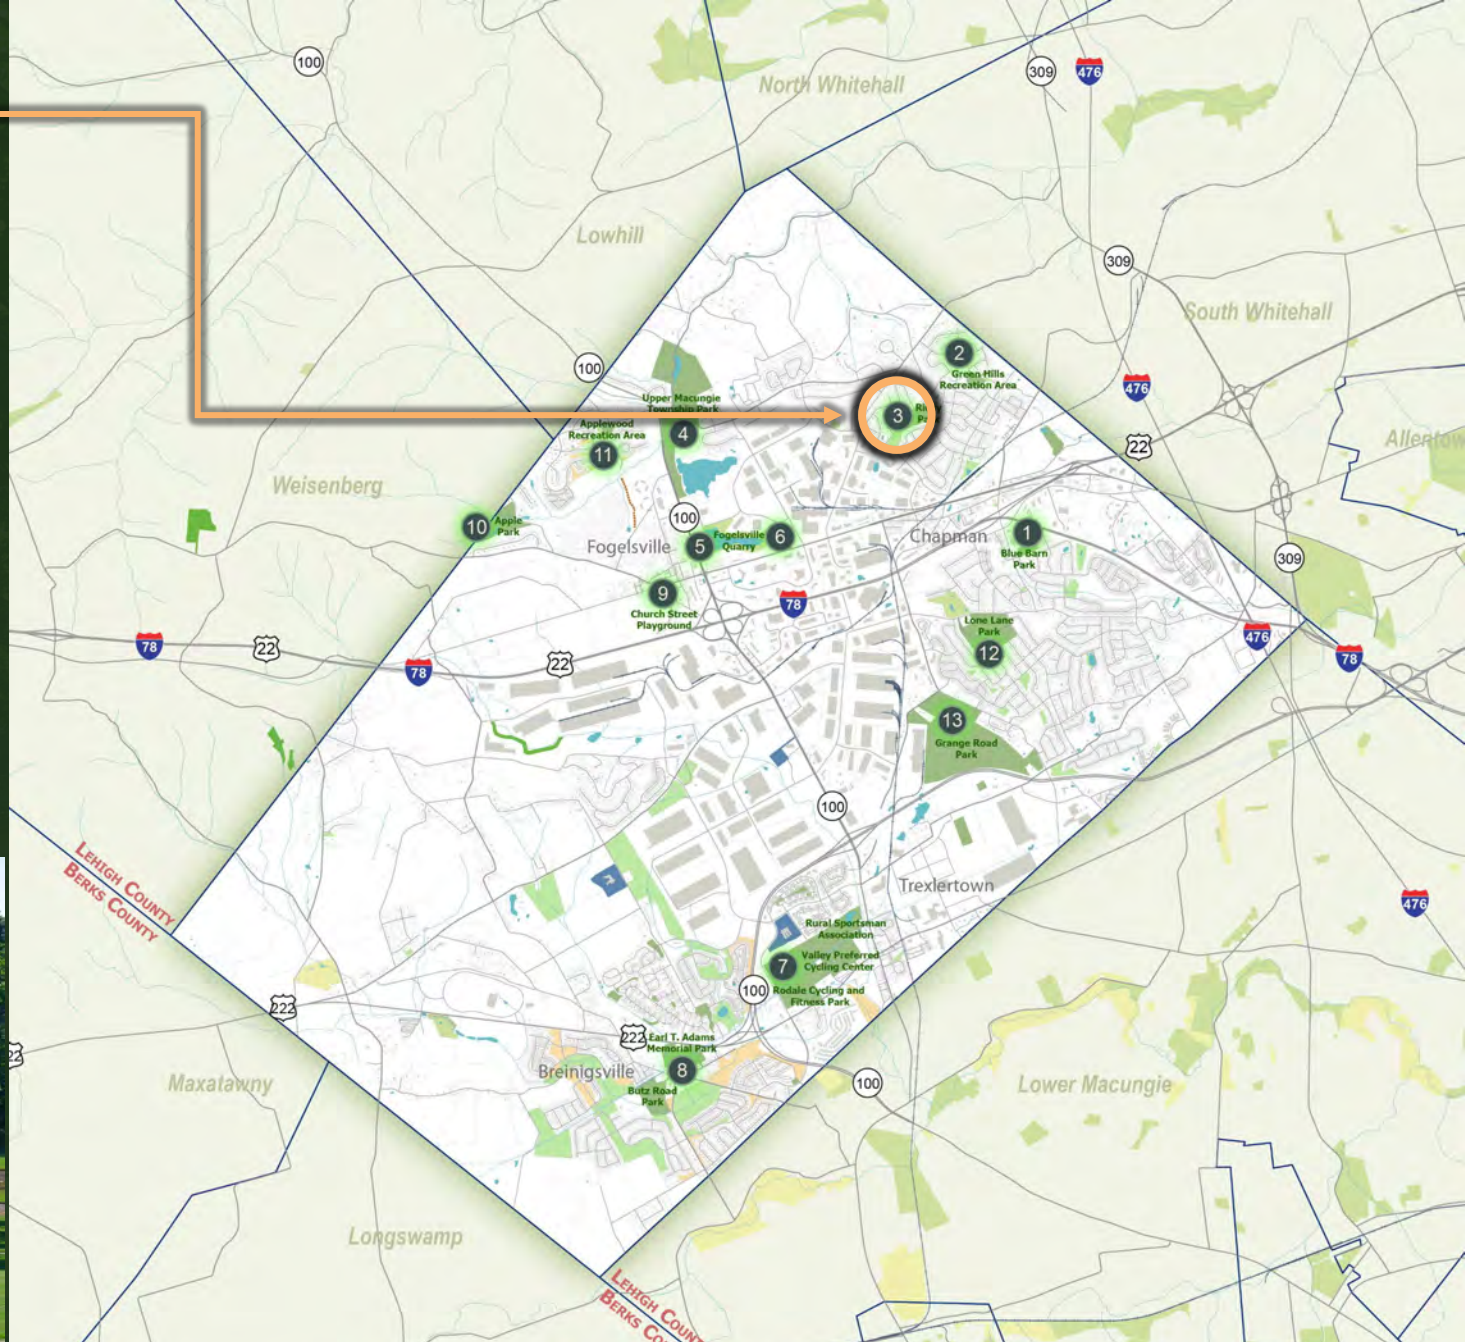 100
309
476
North Whitehall
Lowhill
309
South Whitehall
100
2
Green Hills
Recreation Area
476
Upper Macungie
Township Park
3
4
Applewood
Recreation Area
11
22
Weisenberg
100
10
Apple
Park
Fogelsville
5
Fogelsville
Quarry
6
Chapman
1
Blue Barn
Park
309
9
Church Street
Playground
78
Lone Lane
Park
12
78
22
78
22
476
78
13
Grange Road
Park
100
LEHIGH COUNTY
BERKS COUNTY
Trexlertown
476
Rural Sportsman
Association
7
Valley Preferred
Cycling Center
Rodale Cycling and
Fitness Park
100
222
222
Earl T. Adams
Memorial Park
Breinigsville
8
Butz Road
Park
100
Maxatawny
Lower Macungie
Longswamp
LEHIGH
BERKS